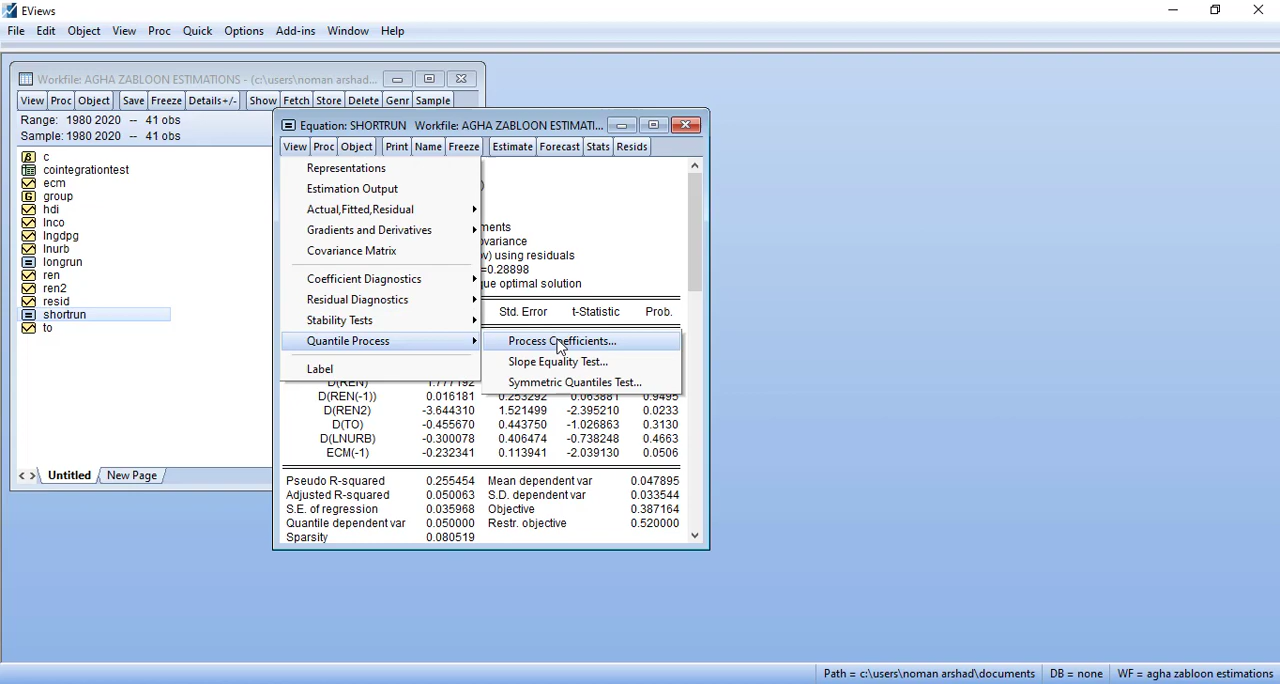 EViews
File Edit Object View Proc Quick Options Add-ins Window Help
Workfile: AGHA ZABLOON ESTIMATIONS - (c:\users\noman arshad...
View Proc Object Save Freeze Details+/- Show Fetch Store Delete Genr Sample
Range: 1980 2020 -- 41 obs
Sample: 1980 2020 -- 41 obs
c
cointegrationtest
ecm
group
hdi
lnco
lngdpg
lnurb
longrun
ren
ren2
resid
shortrun
to
Untitled New Page
Equation: SHORTRUN Workfile: AGHA ZABLOON ESTIMATI...
View Proc Object Print Name Freeze Estimate Forecast Stats Resids
Representations
Estimation Output
Actual,Fitted,Residual
Gradients and Derivatives
Covariance Matrix
Coefficient Diagnostics
Residual Diagnostics
Stability Tests
Quantile Process
Label
Process Coefficients...
Slope Equality Test...
Symmetric Quantiles Test...
)
ments
ovariance
ov) using residuals
=0.28898
que optimal solution
Std. Error t-Statistic Prob.
D(REN) 1.777192
D(REN(-1)) 0.016181 0.253292 0.063881 0.9495
D(REN2) -3.644310 1.521499 -2.395210 0.0233
D(TO) -0.455670 0.443750 -1.026863 0.3130
D(LNURB) -0.300078 0.406474 -0.738248 0.4663
ECM(-1) -0.232341 0.113941 -2.039130 0.0506
Pseudo R-squared 0.255454 Mean dependent var 0.047895
Adjusted R-squared 0.050063 S.D. dependent var 0.033544
S.E. of regression 0.035968 Objective 0.387164
Quantile dependent var 0.050000 Restr. objective 0.520000
Sparsity 0.080519
Path = c:\users\noman arshad\documents DB = none WF = agha zabloon estimations